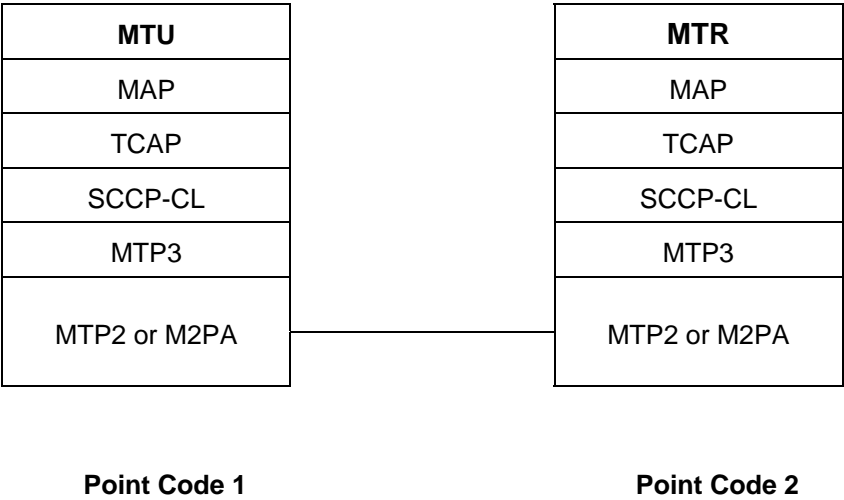 MTU
MAP
TCAP
SCCP-CL
MTP3
MTP2 or M2PA
Point Code 1
MTR
MAP
TCAP
SCCP-CL
MTP3
MTP2 or M2PA
Point Code 2